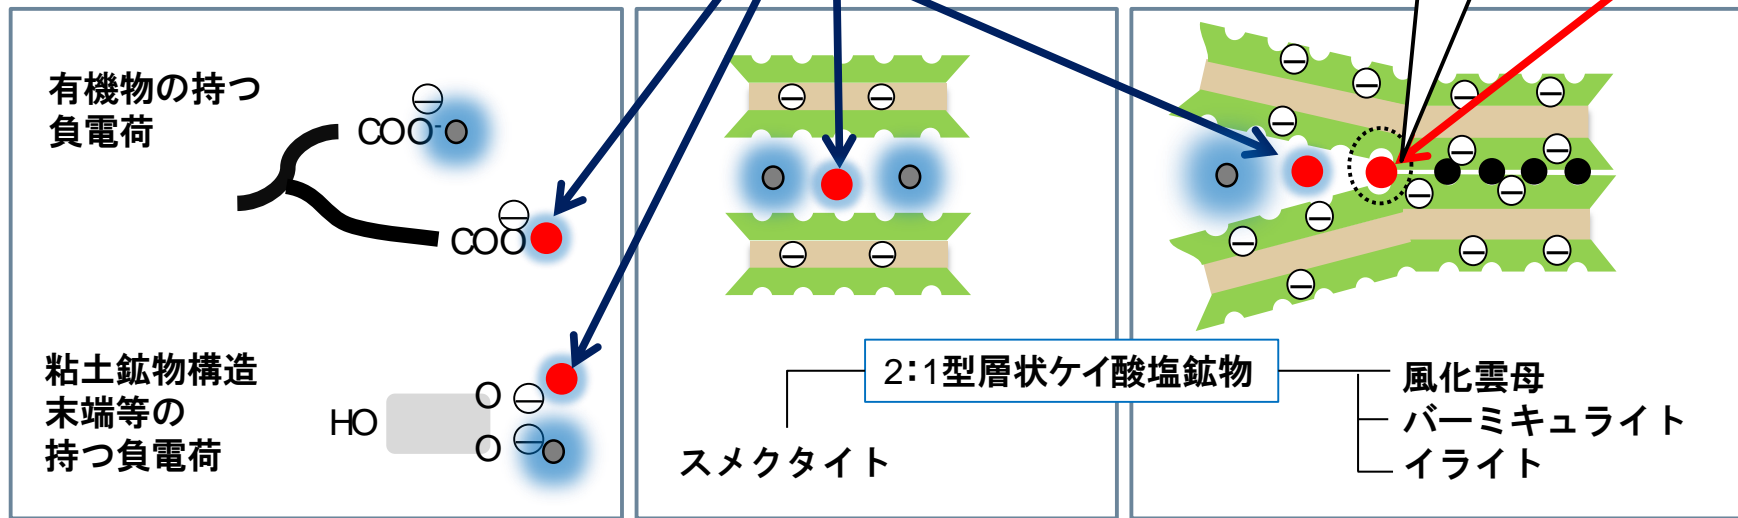 有機物の持つ
負電荷
COO-
COO
粘土鉱物構造
末端等の
持つ負電荷
HO
O
O
2:1型層状ケイ酸塩鉱物
スメクタイト
風化雲母
バーミキュライト
イライト